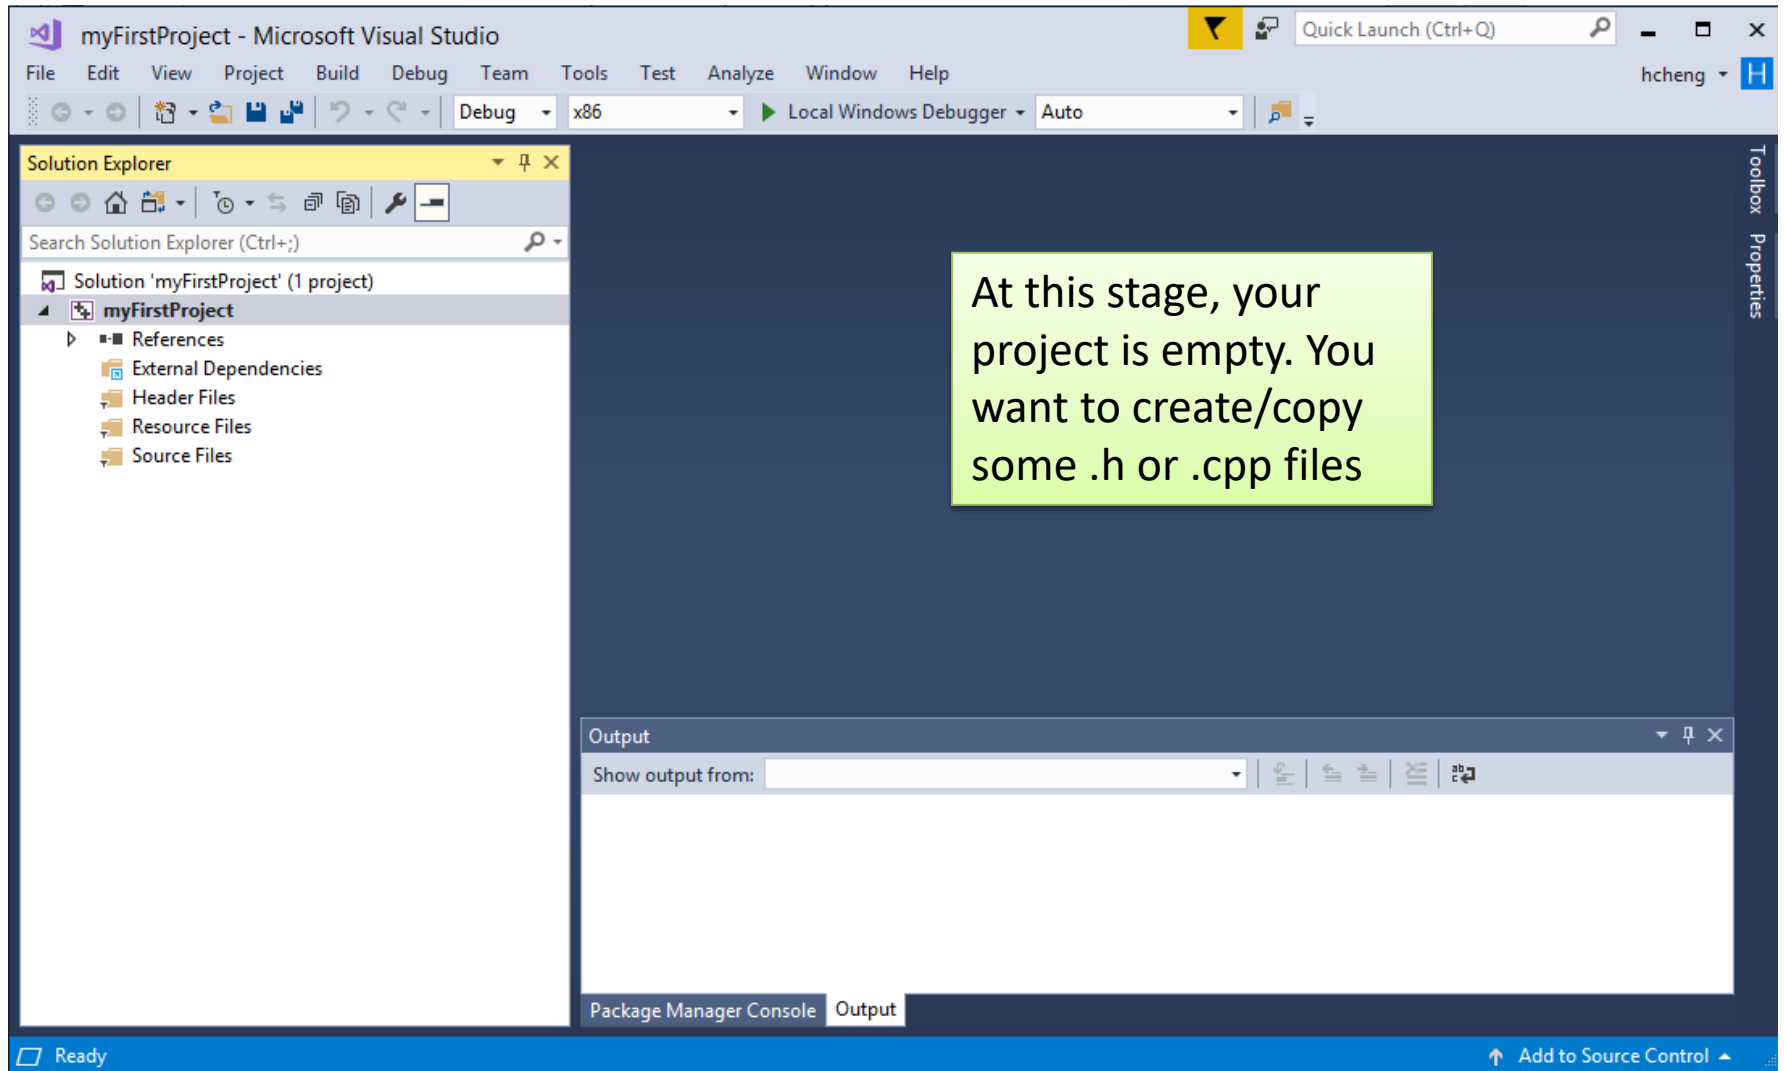 myFirstProject - Microsoft Visual Studio
Quick Launch (Ctrl+Q)
File Edit View Project Build Debug Team Tools Test Analyze Window Help
hcheng H
Debug x86 Local Windows Debugger Auto
Solution Explorer
Search Solution Explorer (Ctrl+;)
Solution 'myFirstProject' (1 project)
myFirstProject
References
External Dependencies
Header Files
Resource Files
Source Files
At this stage, your
project is empty. You
want to create/copy
some .h or .cpp files
Toolbox
Properties
Output
Show output from:
Package Manager Console Output
Ready
Add to Source Control